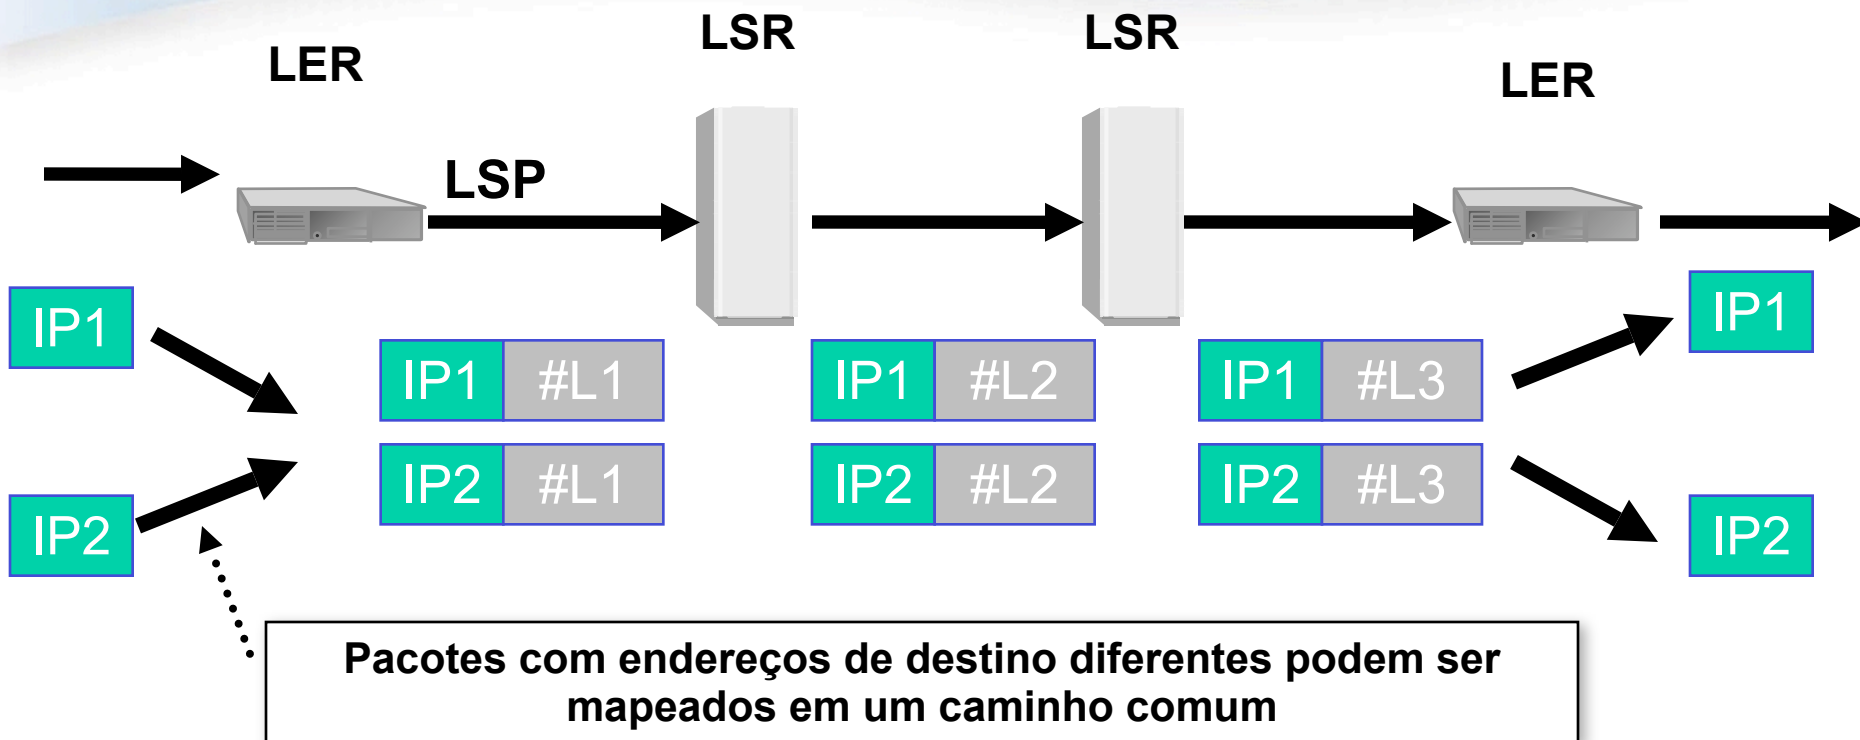 LER
LSR
LSR
LER
LSP
IP1
IP1 #L1
IP1 #L2
IP1 #L3
IP1
IP2
IP2 #L1
IP2 #L2
IP2 #L3
IP2
Pacotes com endereços de destino diferentes podem ser
mapeados em um caminho comum